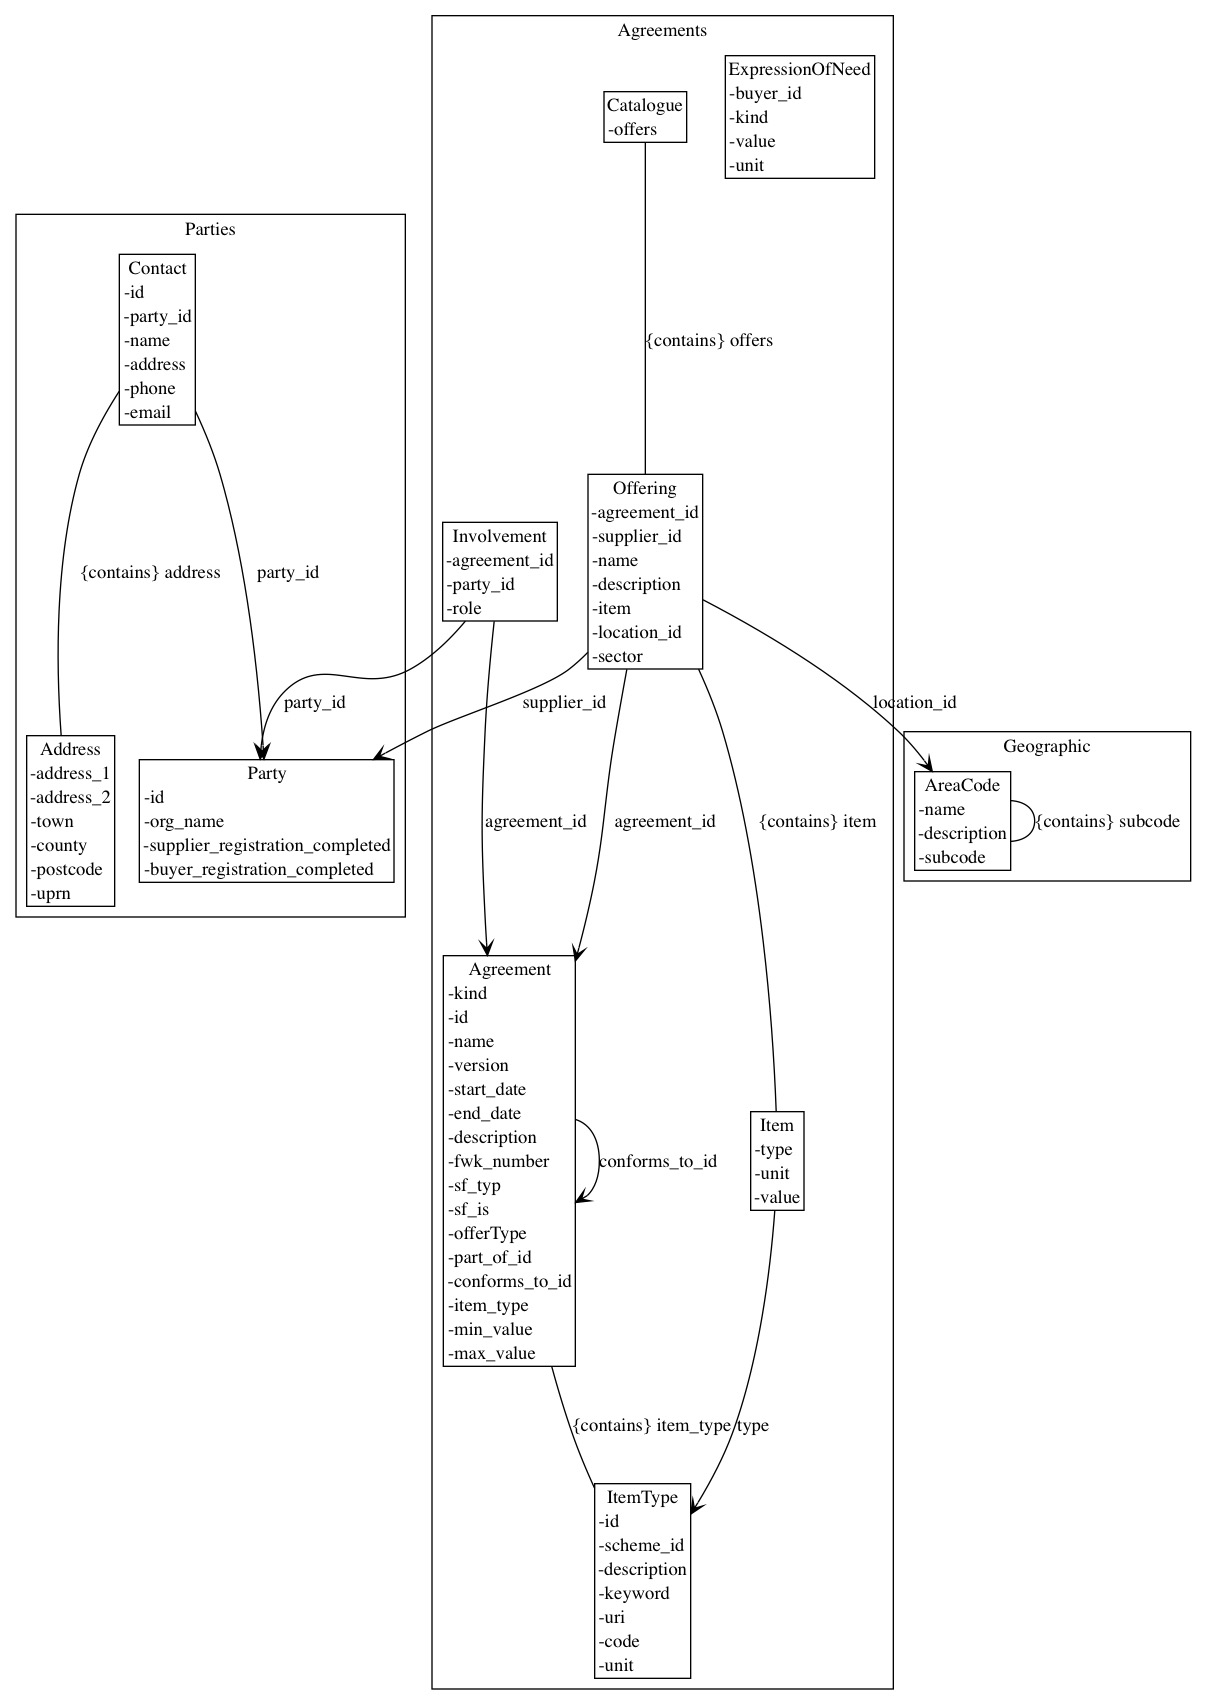 Agreements
ExpressionOfNeed
-buyer_id
-kind
-value
-unit
Catalogue
-offers
{contains} offers
Parties
Contact
-id
-party_id
-name
-address
-phone
-email
{contains} address
party_id
Offering
-agreement_id
-supplier_id
-name
-description
-item
-location_id
-sector
Involvement
-agreement_id
-party_id
-role
party_id
supplier_id
location_id
Address
-address_1
-address_2
-town
-county
-postcode
-uprn
Party
-id
-org_name
-supplier_registration_completed
-buyer_registration_completed
agreement_id
agreement_id
{contains} item
Geographic
AreaCode
-name
-description
-subcode
{contains} subcode
Agreement
-kind
-id
-name
-version
-start_date
-end_date
-description
-fwk_number
-sf_typ
-sf_is
-offerType
-part_of_id
-conforms_to_id
-item_type
-min_value
-max_value
conforms_to_id
Item
-type
-unit
-value
{contains} item_type
type
ItemType
-id
-scheme_id
-description
-keyword
-uri
-code
-unit